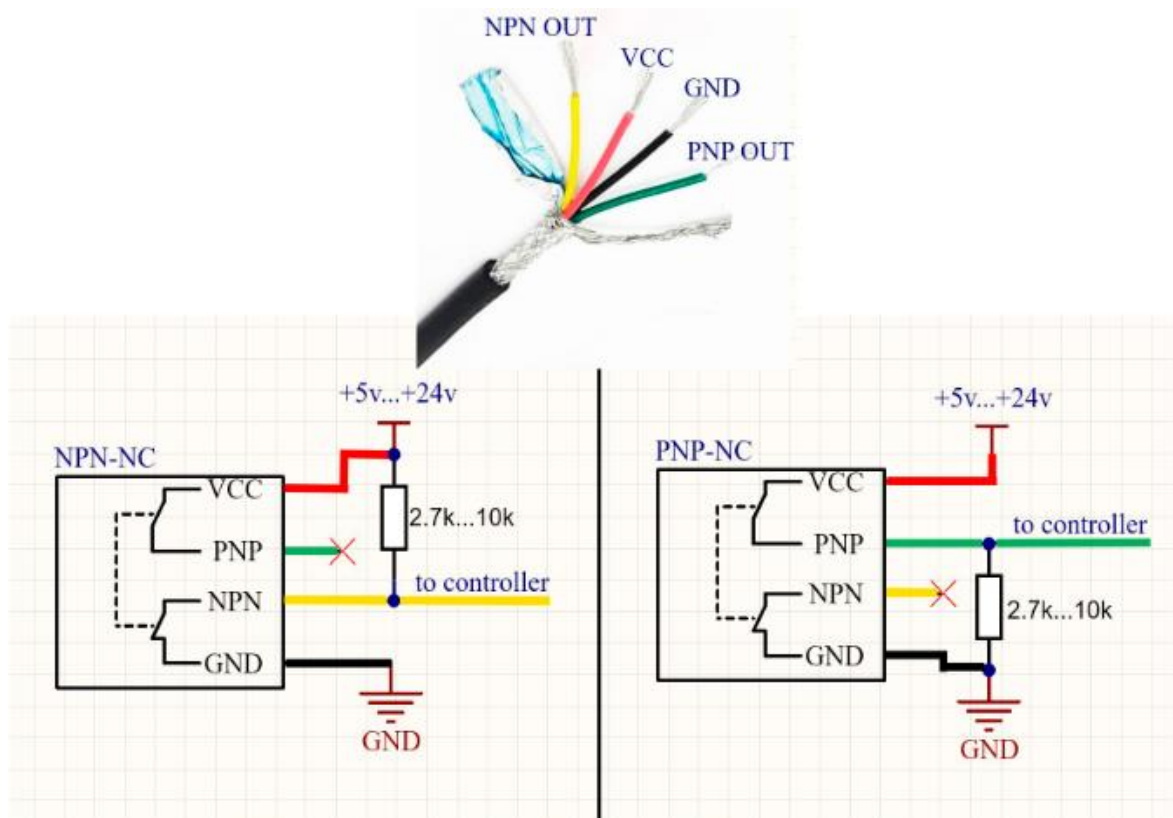 NPN OUT
VCC
GND
PNP OUT
+5v...+24v
NPN-NC
VCC
2.7k...10k
PNP
to controller
NPN
GND
GND
+5v...+24v
PNP-NC
VCC
to controller
PNP
NPN
2.7k...10k
GND
GND